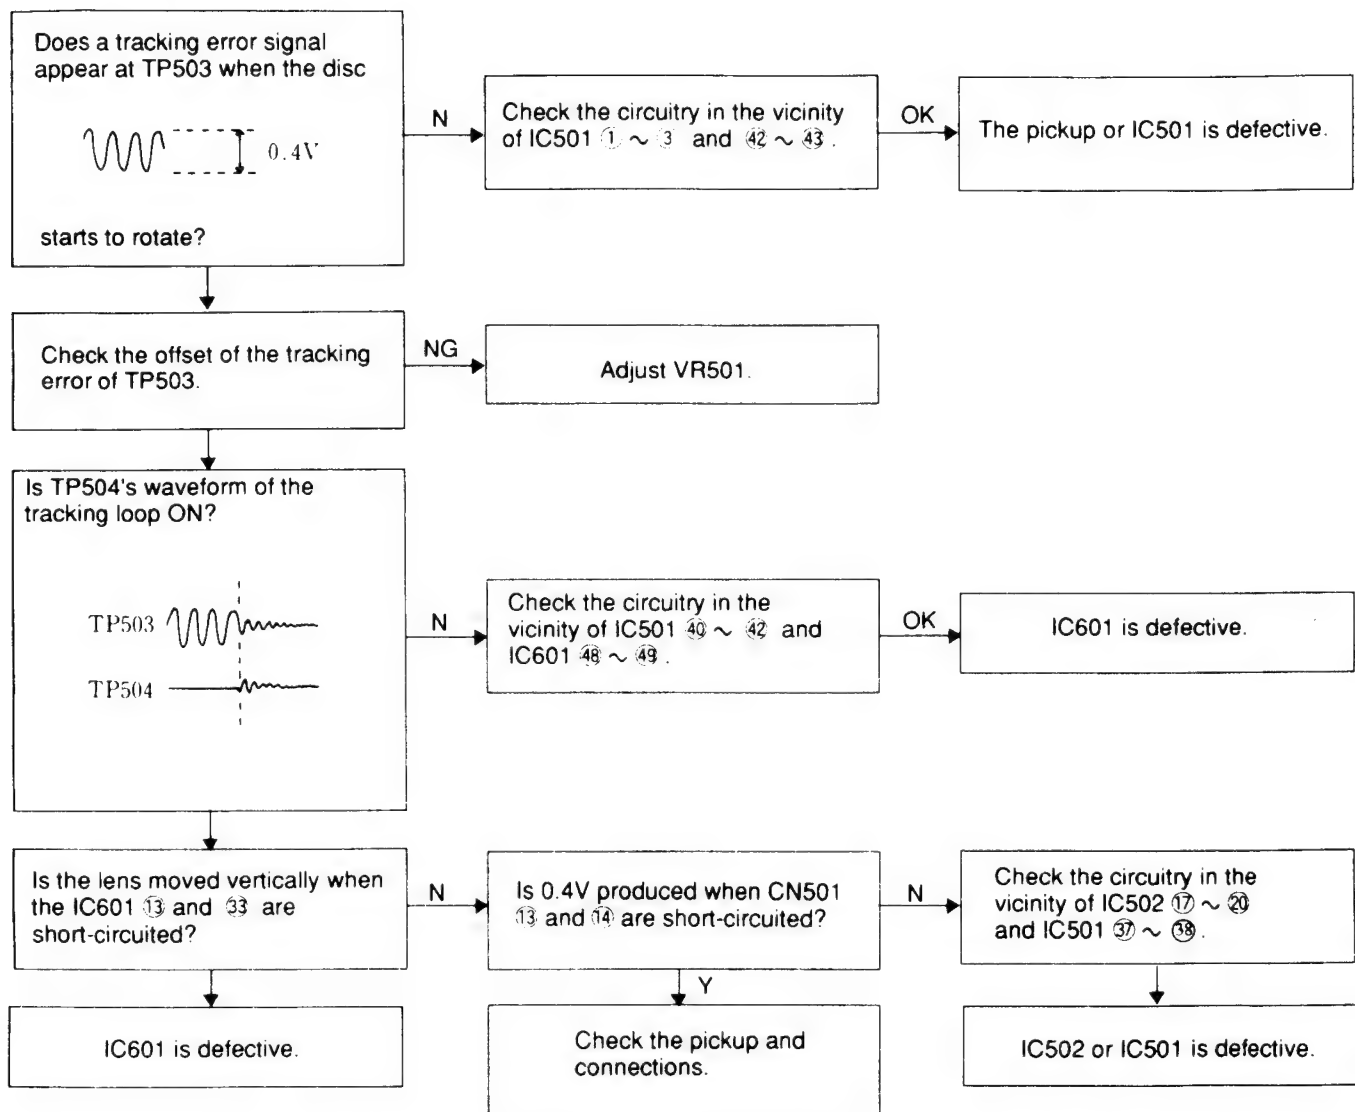 Does a tracking error signal
appear at TP503 when the disc
0.4V
starts to rotate?
N
Check the circuitry in the vicinity
of IC501 ① ~ ③ and ㊷ ~ ㊸.
OK
The pickup or IC501 is defective.
Check the offset of the tracking
error of TP503.
NG
Adjust VR501.
Is TP504's waveform of the
tracking loop ON?
TP503
TP504
N
Check the circuitry in the
vicinity of IC501 ㊵ ~ ㊷ and
IC601 ㊽ ~ ㊾.
OK
IC601 is defective.
Is the lens moved vertically when
the IC601 ⑬ and ㉝ are
short-circuited?
N
Is 0.4V produced when CN501
⑬ and ⑭ are short-circuited?
N
Check the circuitry in the
vicinity of IC502 ⑰ ~ ⑳
and IC501 ㊲ ~ ㊳.
IC601 is defective.
Y
Check the pickup and
connections.
IC502 or IC501 is defective.